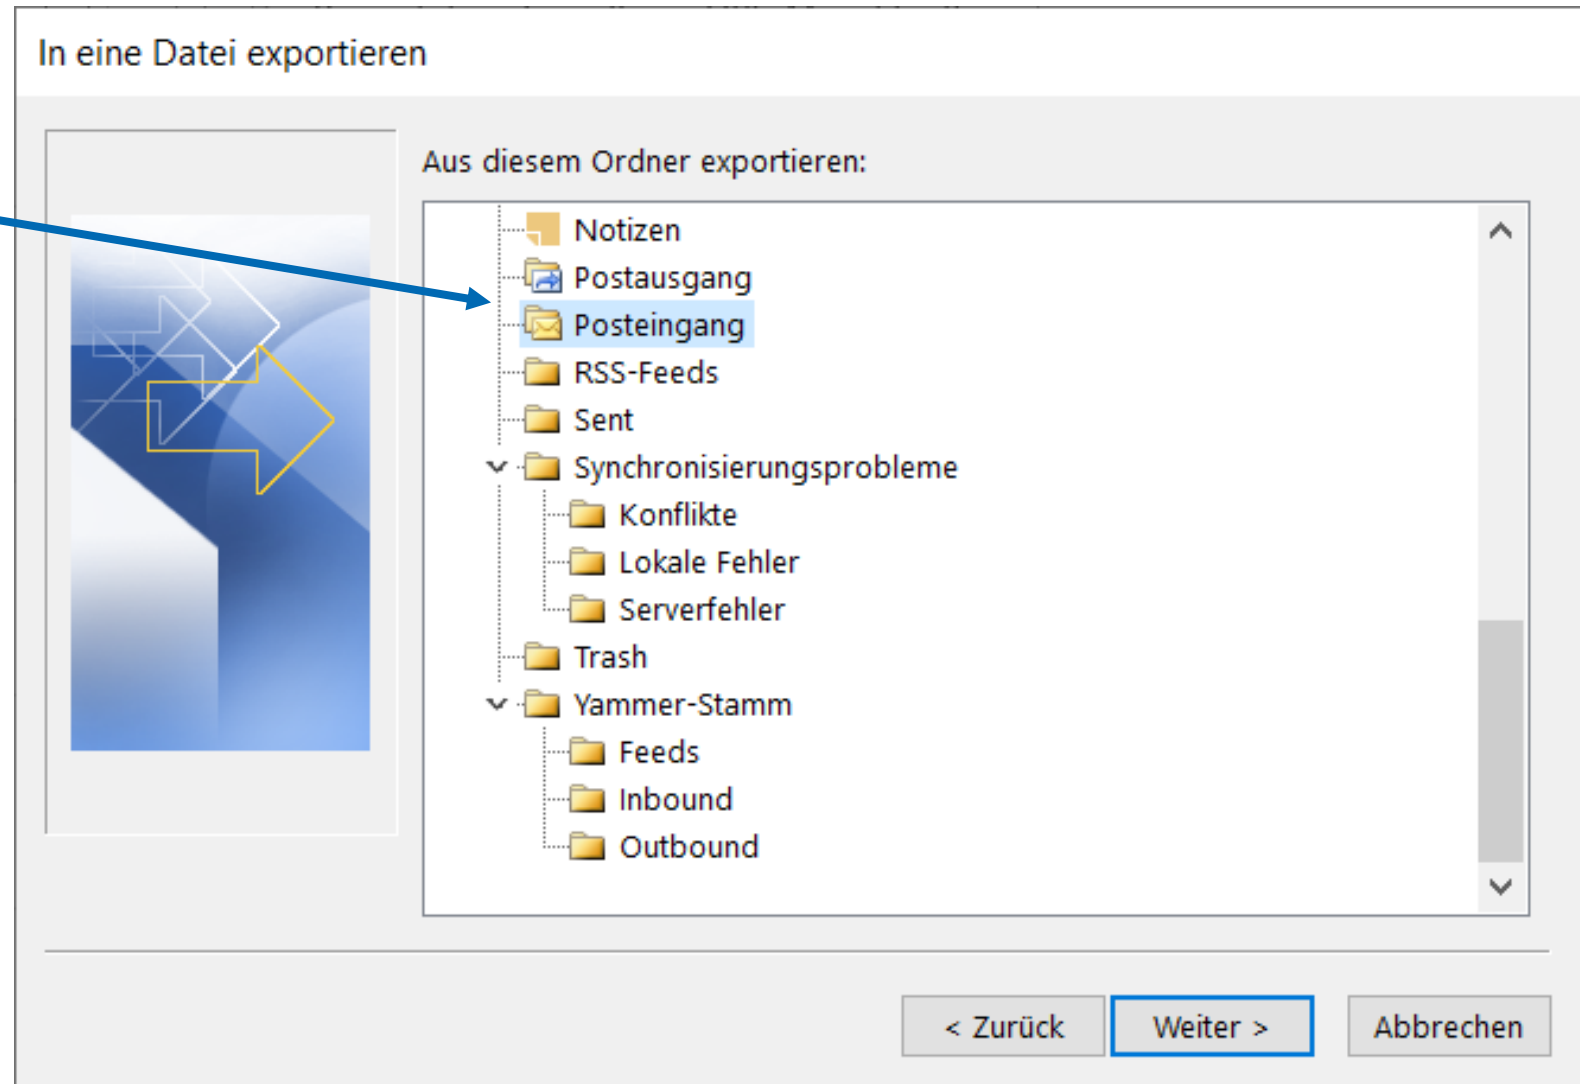 In eine Datei exportieren
Aus diesem Ordner exportieren:
Notizen
Postausgang
Posteingang
RSS-Feeds
Sent
Synchronisierungsprobleme
Konflikte
Lokale Fehler
Serverfehler
Trash
Yammer-Stamm
Feeds
Inbound
Outbound
< Zurück Weiter > Abbrechen